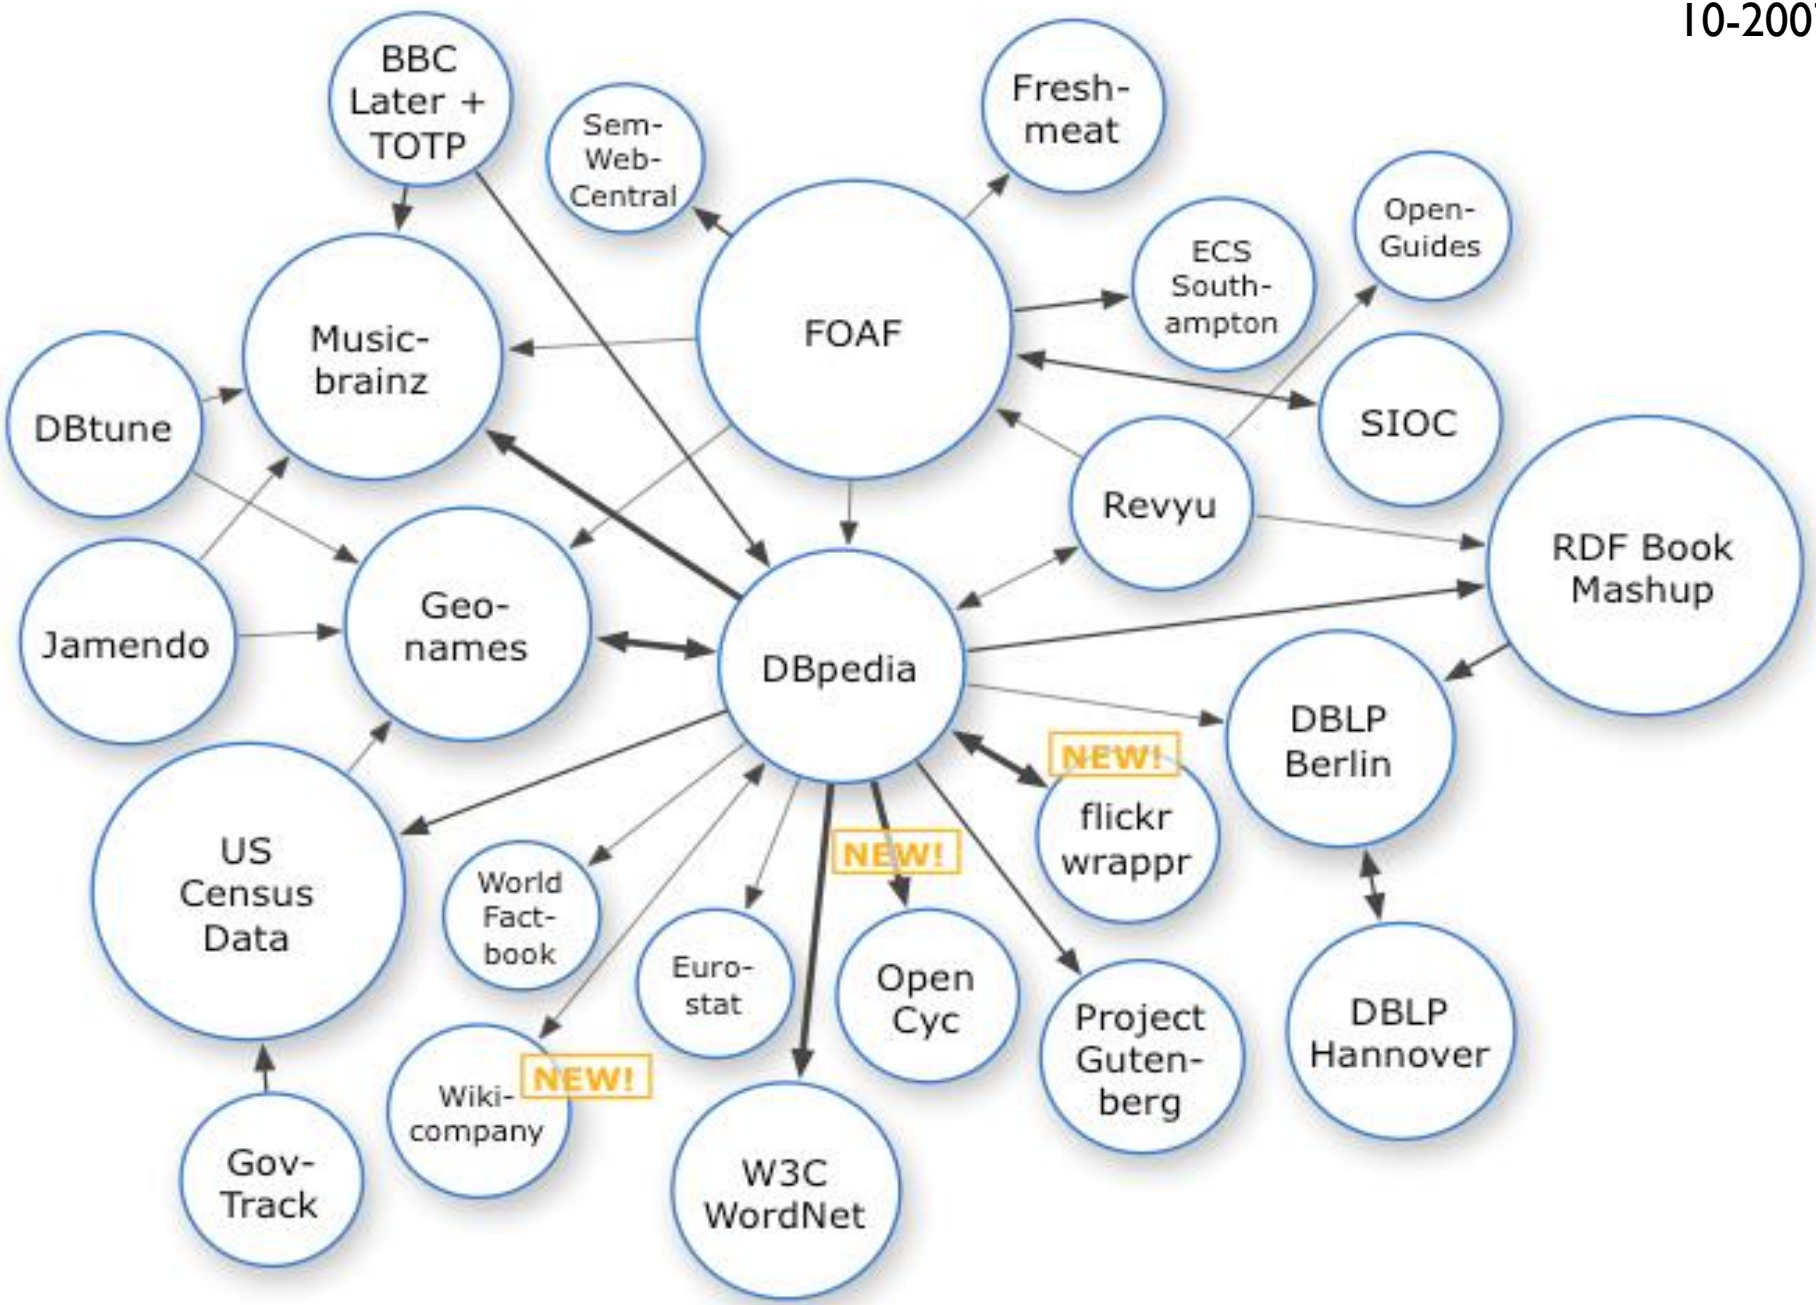 10-2007
BBC
Later +
TOTP
Sem-
Web-
Central
Fresh-
meat
Open-
Guides
ECS
South-
ampton
FOAF
Music-
brainz
SIOC
DBtune
Revyu
RDF Book
Mashup
Geo-
names
Jamendo
DBpedia
DBLP
Berlin
NEW!
flickr
wrappr
NEW!
US
Census
Data
World
Fact-
book
Euro-
stat
Open
Cyc
Project
Guten-
berg
DBLP
Hannover
NEW!
Wiki-
company
Gov-
Track
W3C
WordNet